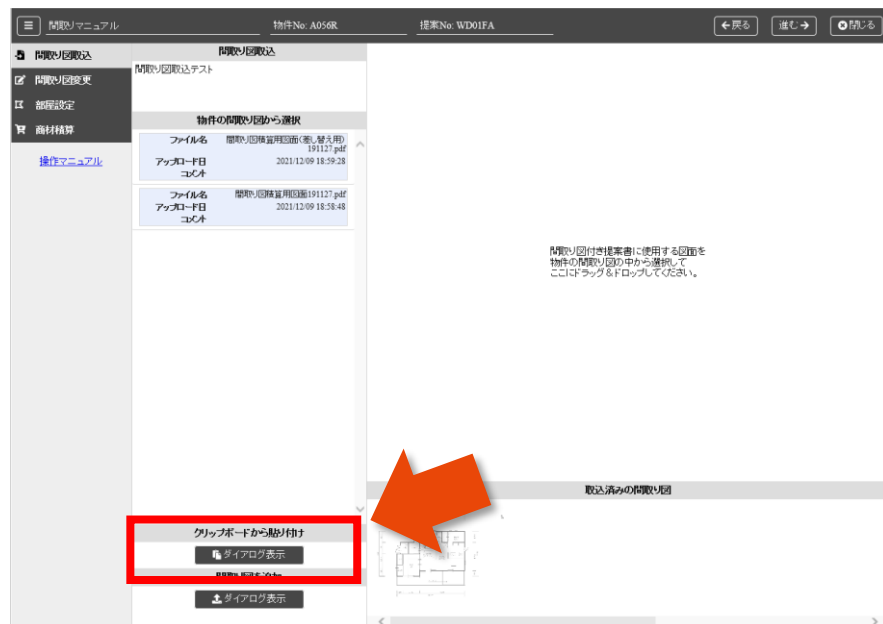 間取りマニュアル
物件No: A056R
提案No: WD01FA
戻る
進む
閉じる
間取り図取込
間取り図変更
部屋設定
商材積算
操作マニュアル
間取り図取込
間取り図取込テスト
物件の間取り図から選択
ファイル名 間取り図積算用図面(差し替え用)
191127.pdf
アップロード日 2021/12/09 18:59:28
コメント
ファイル名 間取り図積算用図面191127.pdf
アップロード日 2021/12/09 18:58:48
コメント
クリップボードから貼り付け
ダイアログ表示
間取り図を追加
ダイアログ表示
間取り図付き提案書に使用する図面を
物件の間取り図の中から選択して
ここにドラッグ＆ドロップしてください。
取込済みの間取り図